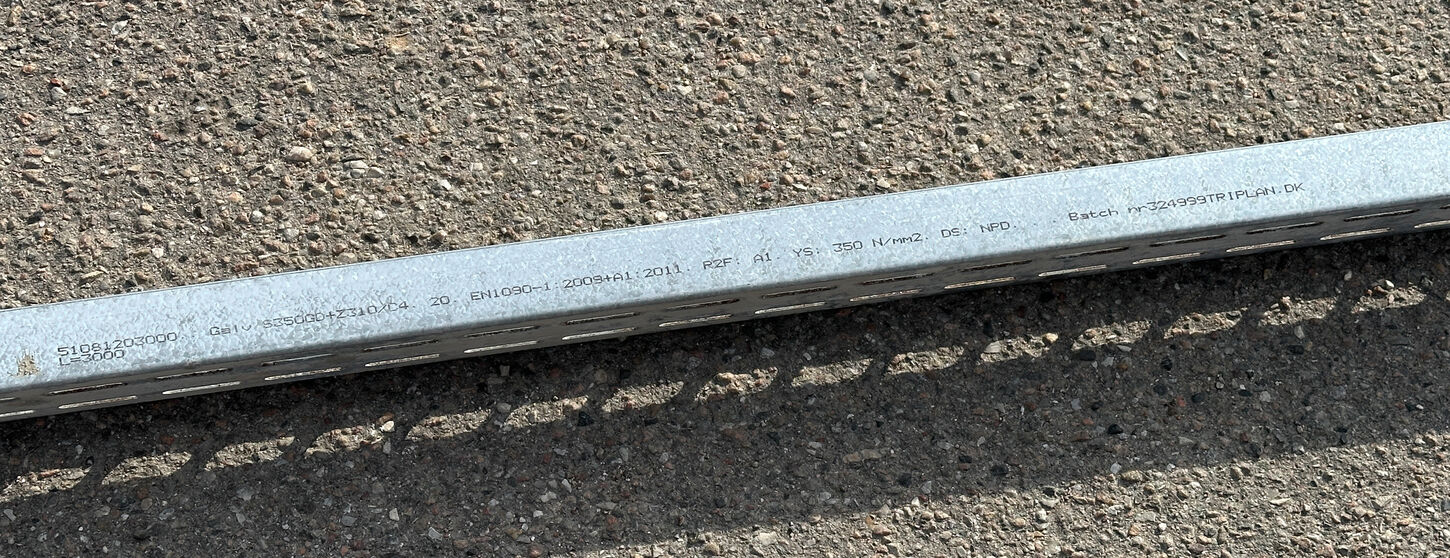 51081203000 Galv S350GD+Z310/C4. 20. EN1090-1:2009+A1:2011. R2F: A1. YS: 350 N/mm2. DS: NPD. . . Batch nr324999TRIPLAN.DK
L=3000